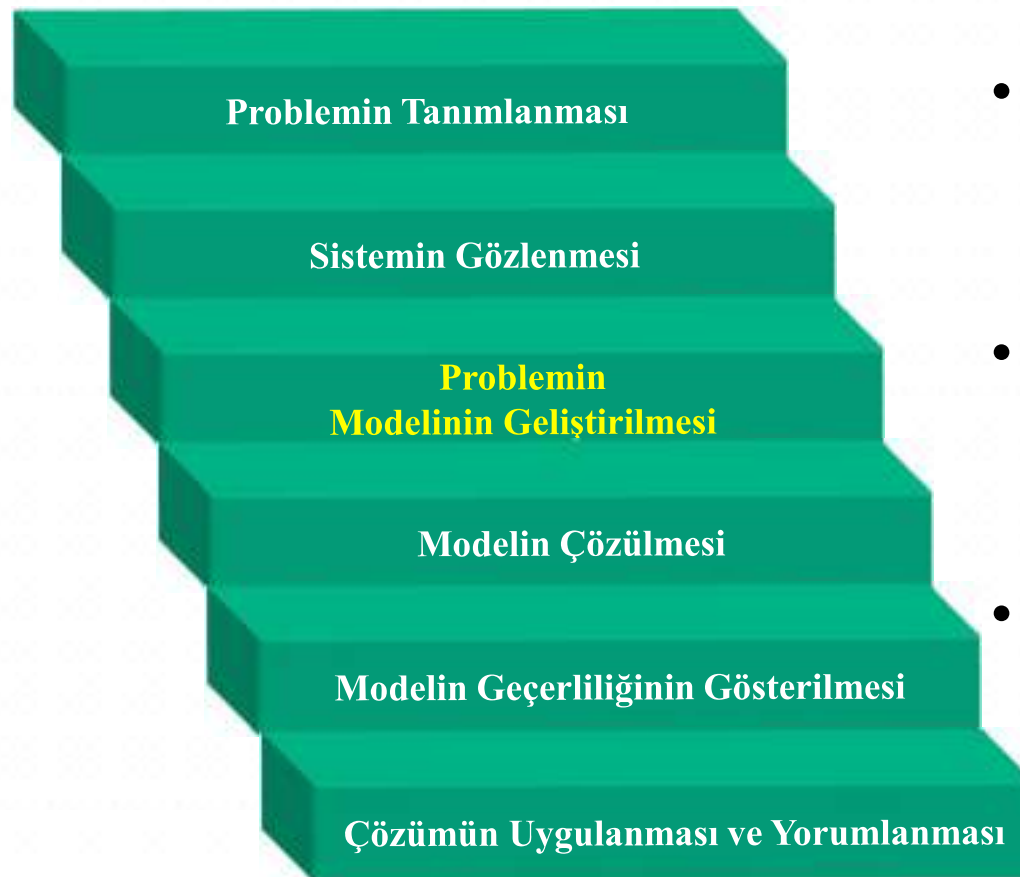 Problemin Tanımlanması
Sistemin Gözlenmesi
Problemin
Modelinin Geliştirilmesi
Modelin Çözülmesi
Modelin Geçerliliğinin Gösterilmesi
Çözümün Uygulanması ve Yorumlanması